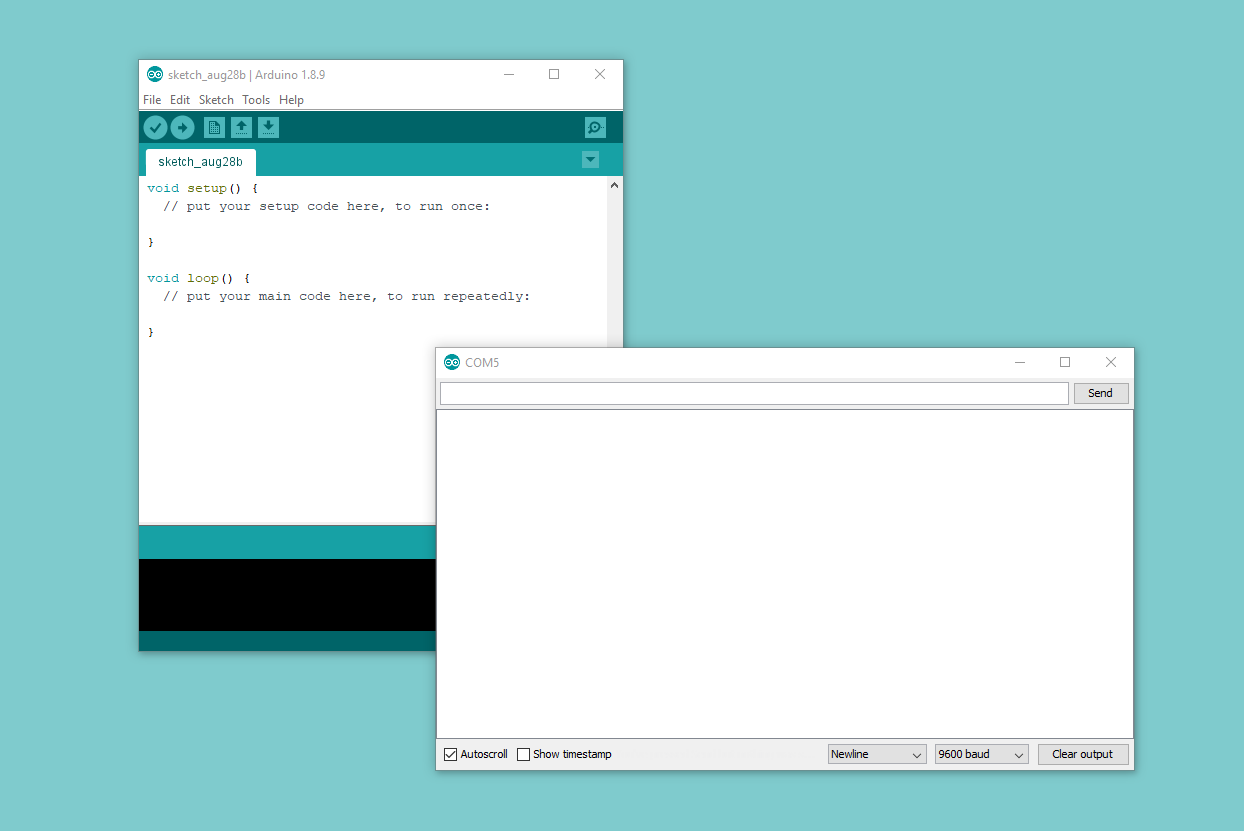 sketch_aug28b | Arduino 1.8.9
File Edit Sketch Tools Help
sketch_aug28b
void setup() {
  // put your setup code here, to run once:
}
void loop() {
  // put your main code here, to run repeatedly:
}
COM5
Send
Autoscroll Show timestamp Newline 9600 baud Clear output